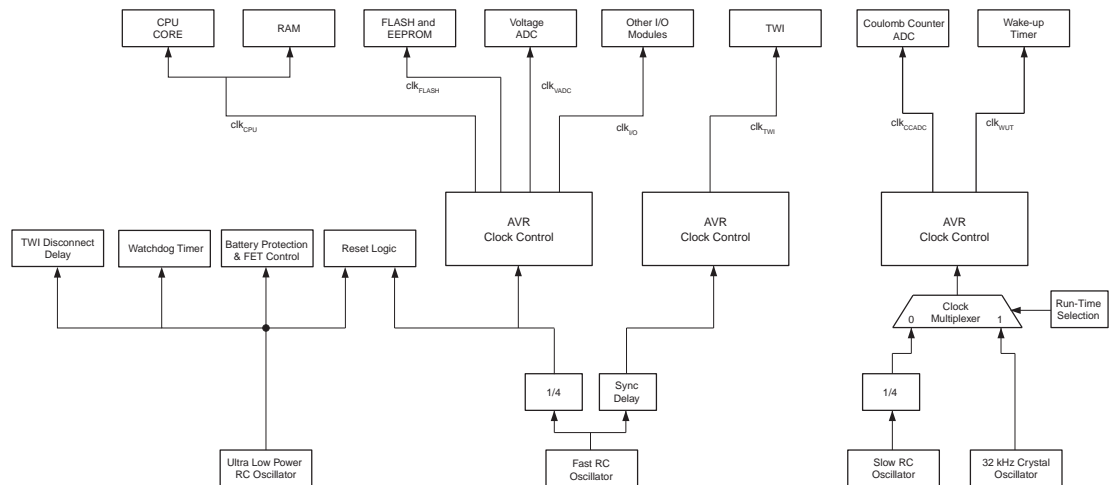 CPU
CORE
RAM
FLASH and
EEPROM
Voltage
ADC
Other I/O
Modules
TWI
Coulomb Counter
ADC
Wake-up
Timer
clkCPU
clkFLASH
clkVADC
clkI/O
clkTWI
clkCCADC
clkWUT
AVR
Clock Control
AVR
Clock Control
AVR
Clock Control
TWI Disconnect
Delay
Watchdog Timer
Battery Protection
& FET Control
Reset Logic
Clock
Multiplexer
0
1
Run-Time
Selection
1/4
Sync
Delay
1/4
Ultra Low Power
RC Oscillator
Fast RC
Oscillator
Slow RC
Oscillator
32 kHz Crystal
Oscillator